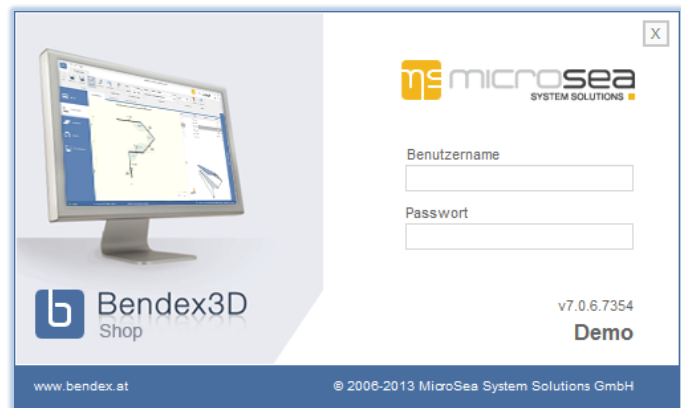 X
ms microsea
SYSTEM SOLUTIONS
Benutzername
Passwort
b Bendex3D
Shop
v7.0.6.7354
Demo
www.bendex.at
© 2006-2013 MicroSea System Solutions GmbH